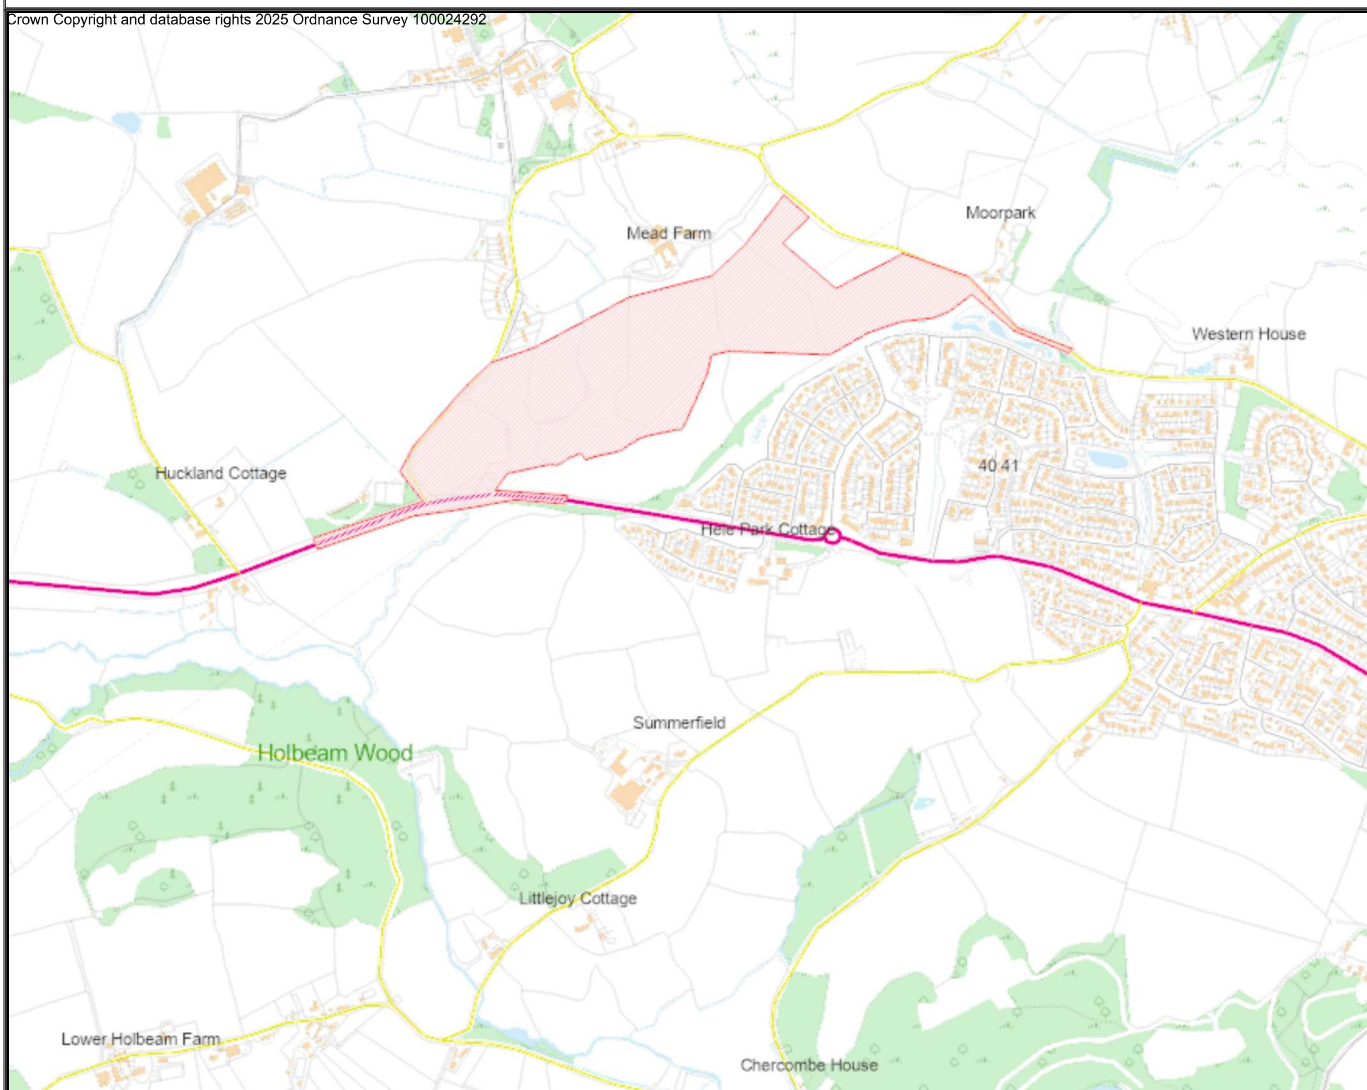 Crown Copyright and database rights 2025 Ordnance Survey 100024292
Moorpark
Mead Farm
Western House
Huckland Cottage
40 41
Hele Park Cottage
Summerfield
Holbeam Wood
Littlejoy Cottage
Lower Holbeam Farm
Chercombe House